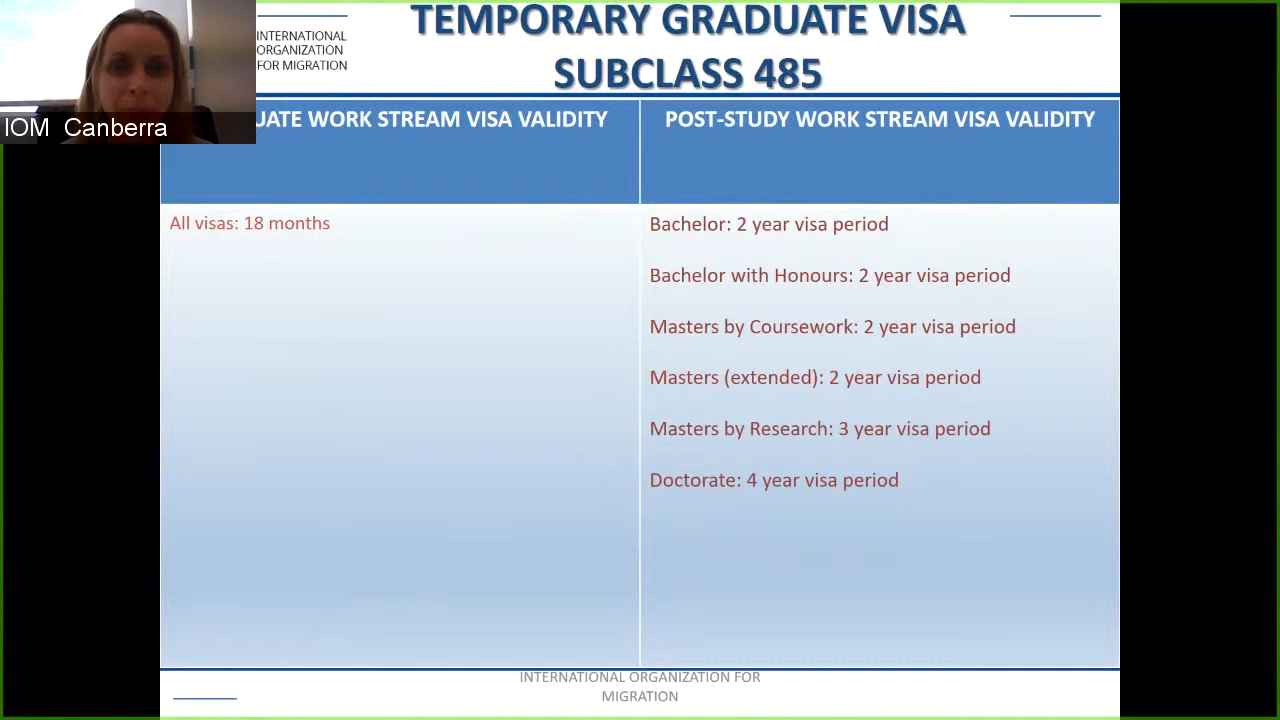 TEMPORARY GRADUATE VISA
SUBCLASS 485
INTERNATIONAL
ORGANIZATION
FOR MIGRATION
IOM Canberra
UATE WORK STREAM VISA VALIDITY
POST-STUDY WORK STREAM VISA VALIDITY
All visas: 18 months
Bachelor: 2 year visa period
Bachelor with Honours: 2 year visa period
Masters by Coursework: 2 year visa period
Masters (extended): 2 year visa period
Masters by Research: 3 year visa period
Doctorate: 4 year visa period
INTERNATIONAL ORGANIZATION FOR
MIGRATION